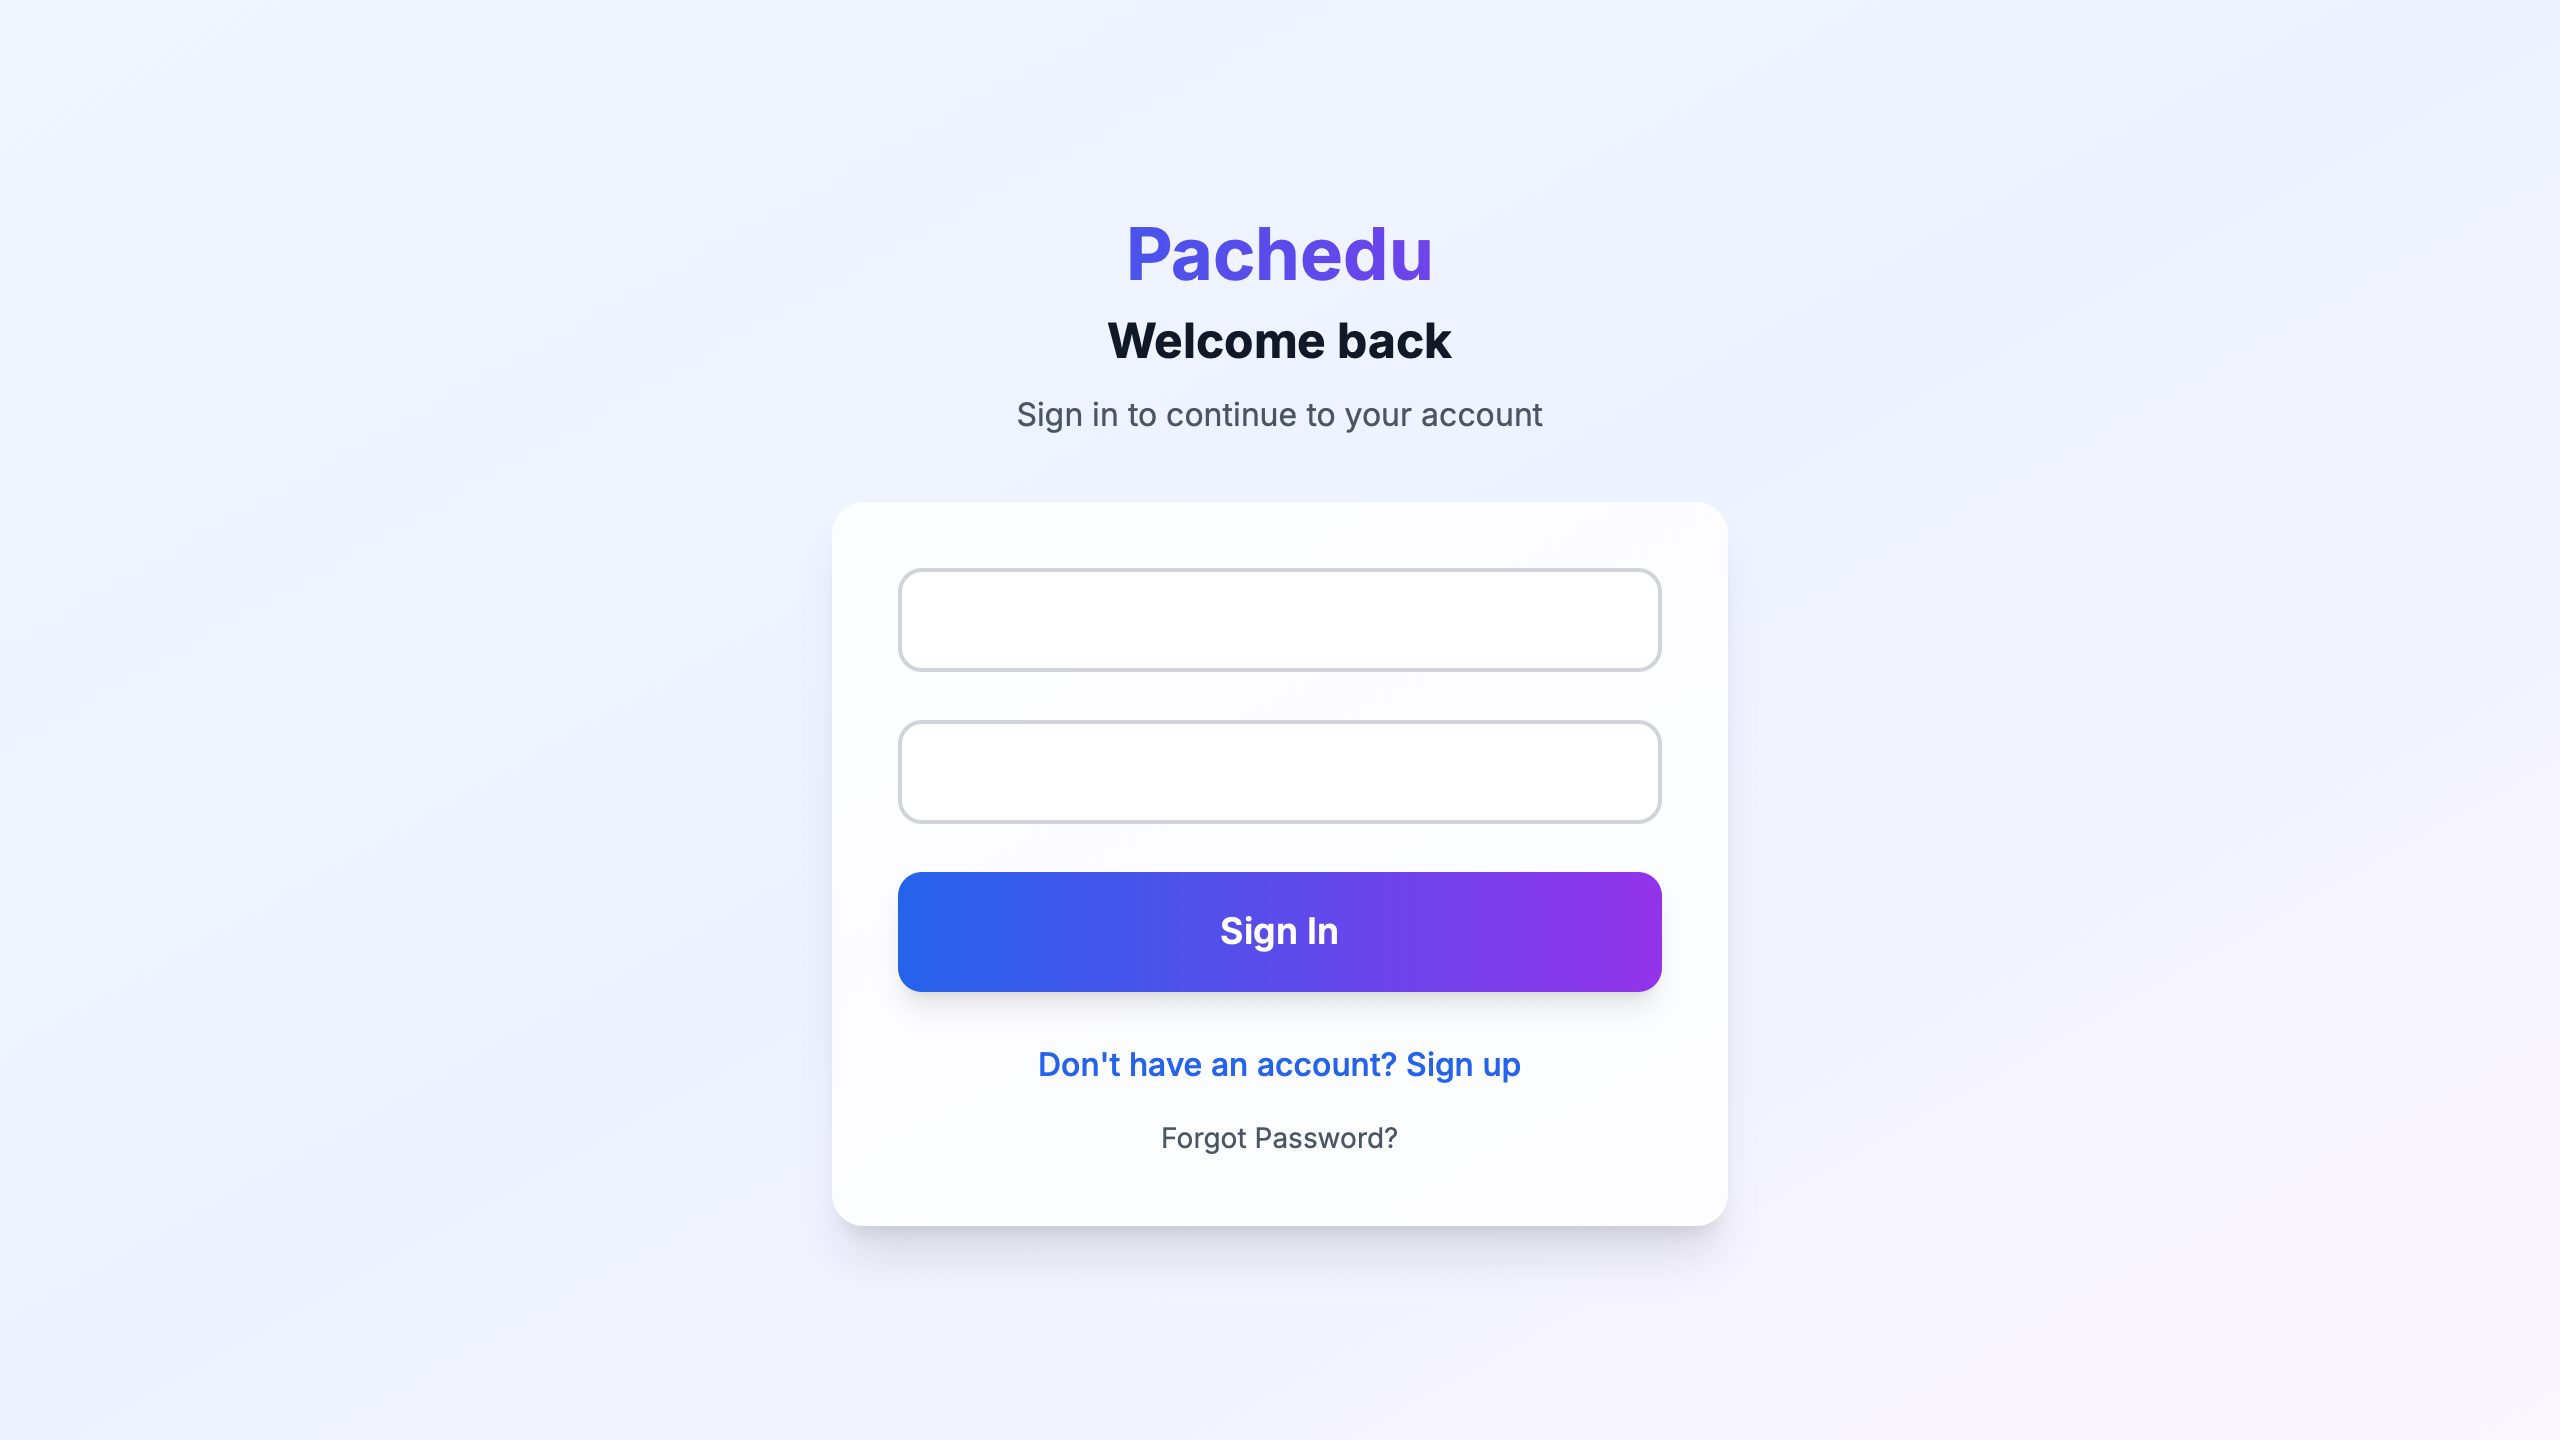 Pachedu
Welcome back
Sign in to continue to your account
Sign In
Don't have an account? Sign up
Forgot Password?